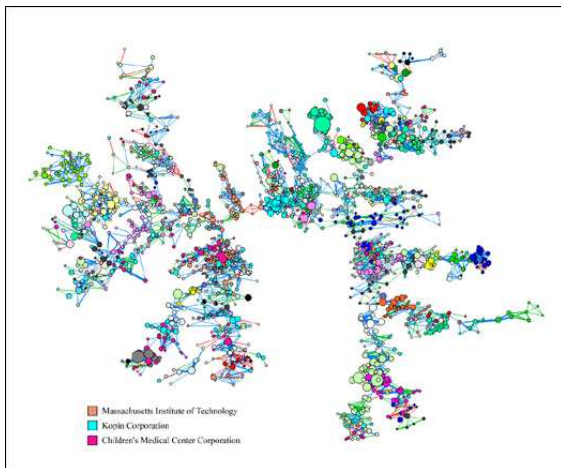 Massachusetts Institute of Technology
Kopin Corporation
Children's Medical Center Corporation